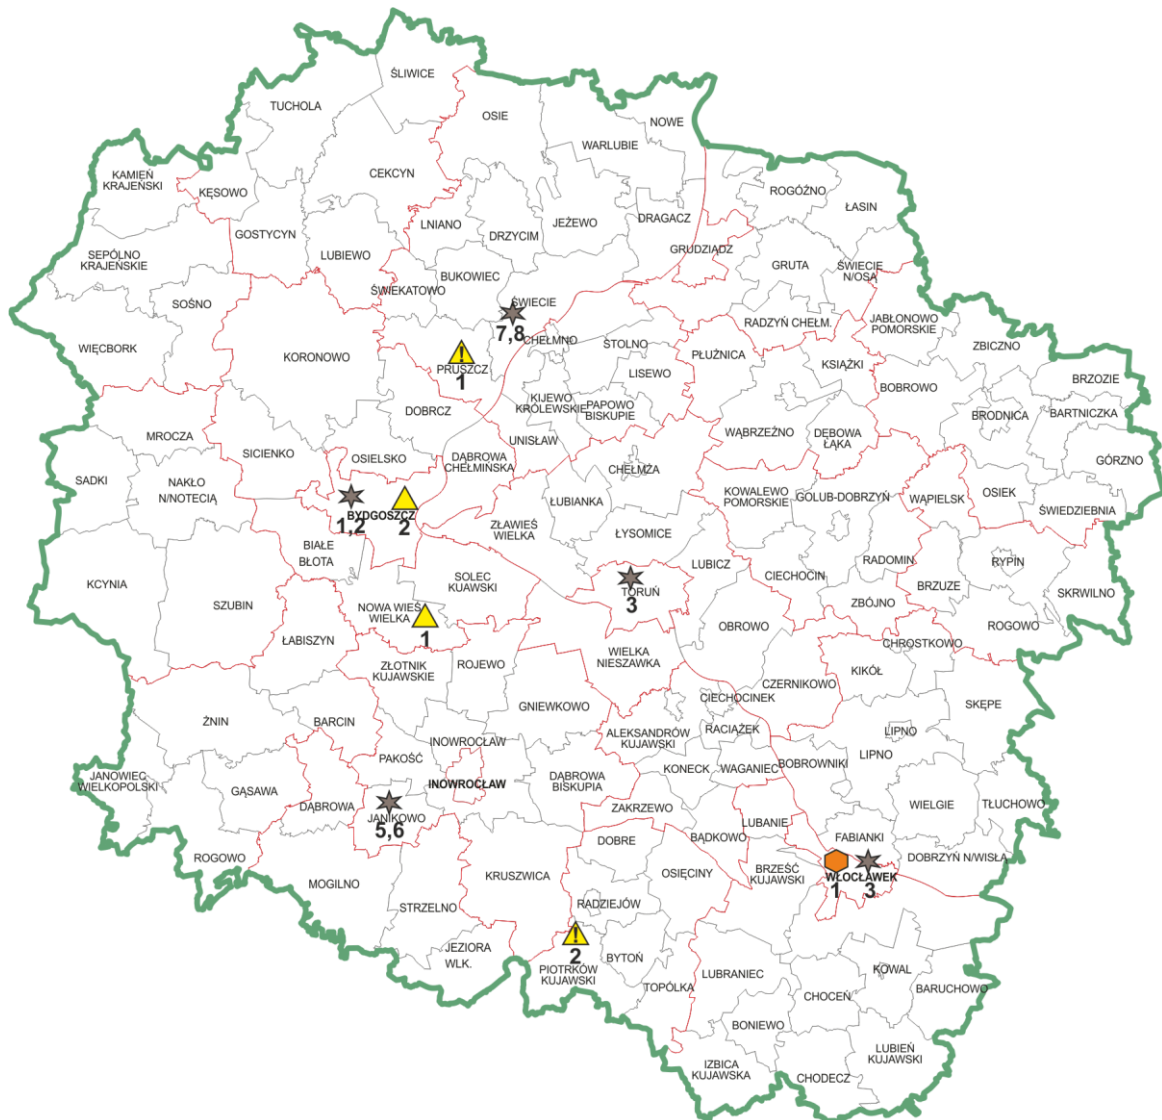 ŚLIWICE
TUCHOLA
OSIE
NOWE
WARLUBIE
KAMIEŃ
KRAJEŃSKI
KĘSOWO
CEKCYN
ROGÓŹNO
ŁASIN
GOSTYCYN
LNIANO
DRZYCIM
JEŻEWO
DRAGACZ
GRUDZIĄDZ
SEPÓLNO
KRAJEŃSKIE
LUBIEWO
BUKOWIEC
GRUTA
ŚWIECIE
N/OSĄ
ŚWIEKATOWO
SOŚNO
ŚWIECIE
7,8
RADZYŃ CHEŁM.
JABŁONOWO
POMORSKIE
WIĘCBORK
KORONOWO
PRUSZCZ
1
CHEŁMNO
STOLNO
LISEWO
PŁUŻNICA
KSIĄŻKI
ZBICZNO
BOBROWO
BRZOZIE
DOBRCZ
KIJEWO
KRÓLEWSKIE
PAPOWO
BISKUPIE
BRODNICA
BARTNICZKA
MROCZA
SICIENKO
OSIELSKO
DĄBROWA
CHEŁMIŃSKA
UNISŁAW
WĄBRZEŹNO
DĘBOWA
ŁĄKA
GÓRZNO
SADKI
NAKŁO
N/NOTECIĄ
CHEŁMŻA
KOWALEWO
POMORSKIE
GOLUB-DOBRZYŃ
WĄPIELSK
OSIEK
ŚWIEDZIEBNIA
BYDGOSZCZ
1,2
2
ŁUBIANKA
ZŁAWIEŚ
WIELKA
ŁYSOMICE
BIAŁE
BŁOTA
LUBICZ
CIECHOCIN
RADOMIN
RYPIN
KCYNIA
SZUBIN
SOLEC
KUAWSKI
TORUŃ
3
BRZUZE
SKRWILNO
NOWA WIEŚ
WIELKA
1
ZBÓJNO
ROGOWO
ŁABISZYN
OBROWO
CHROSTKOWO
ZŁOTNIK
KUJAWSKIE
ROJEWO
WIELKA
NIESZAWKA
KIKÓŁ
CZERNIKOWO
CIECHOCINEK
SKĘPE
ŻNIN
BARCIN
GNIEWKOWO
ALEKSANDRÓW
KUJAWSKI
RACIĄŻEK
LIPNO
INOWROCŁAW
PAKOŚĆ
LIPNO
JANOWIEC
WIELKOPOLSKI
GĄSAWA
INOWROCŁAW
DĄBROWA
BISKUPIA
KONECK
WAGANIEC
BOBROWNIKI
DĄBROWA
JANIKOWO
5,6
ZAKRZEWO
WIELGIE
TŁUCHOWO
LUBANIE
BĄDKOWO
FABIANKI
DOBRE
ROGOWO
MOGILNO
KRUSZWICA
OSIĘCINY
BRZEŚĆ
KUJAWSKI
DOBRZYŃ N/WISŁĄ
WŁOCŁAWEK
1
3
STRZELNO
RADZIEJÓW
JEZIORA
WLK.
2
PIOTRKÓW
KUJAWSKI
BYTOŃ
TOPÓLKA
LUBRANIEC
KOWAL
CHOCEŃ
BARUCHOWO
BONIEWO
IZBICA
KUJAWSKA
LUBIEŃ
KUJAWSKI
CHODECZ